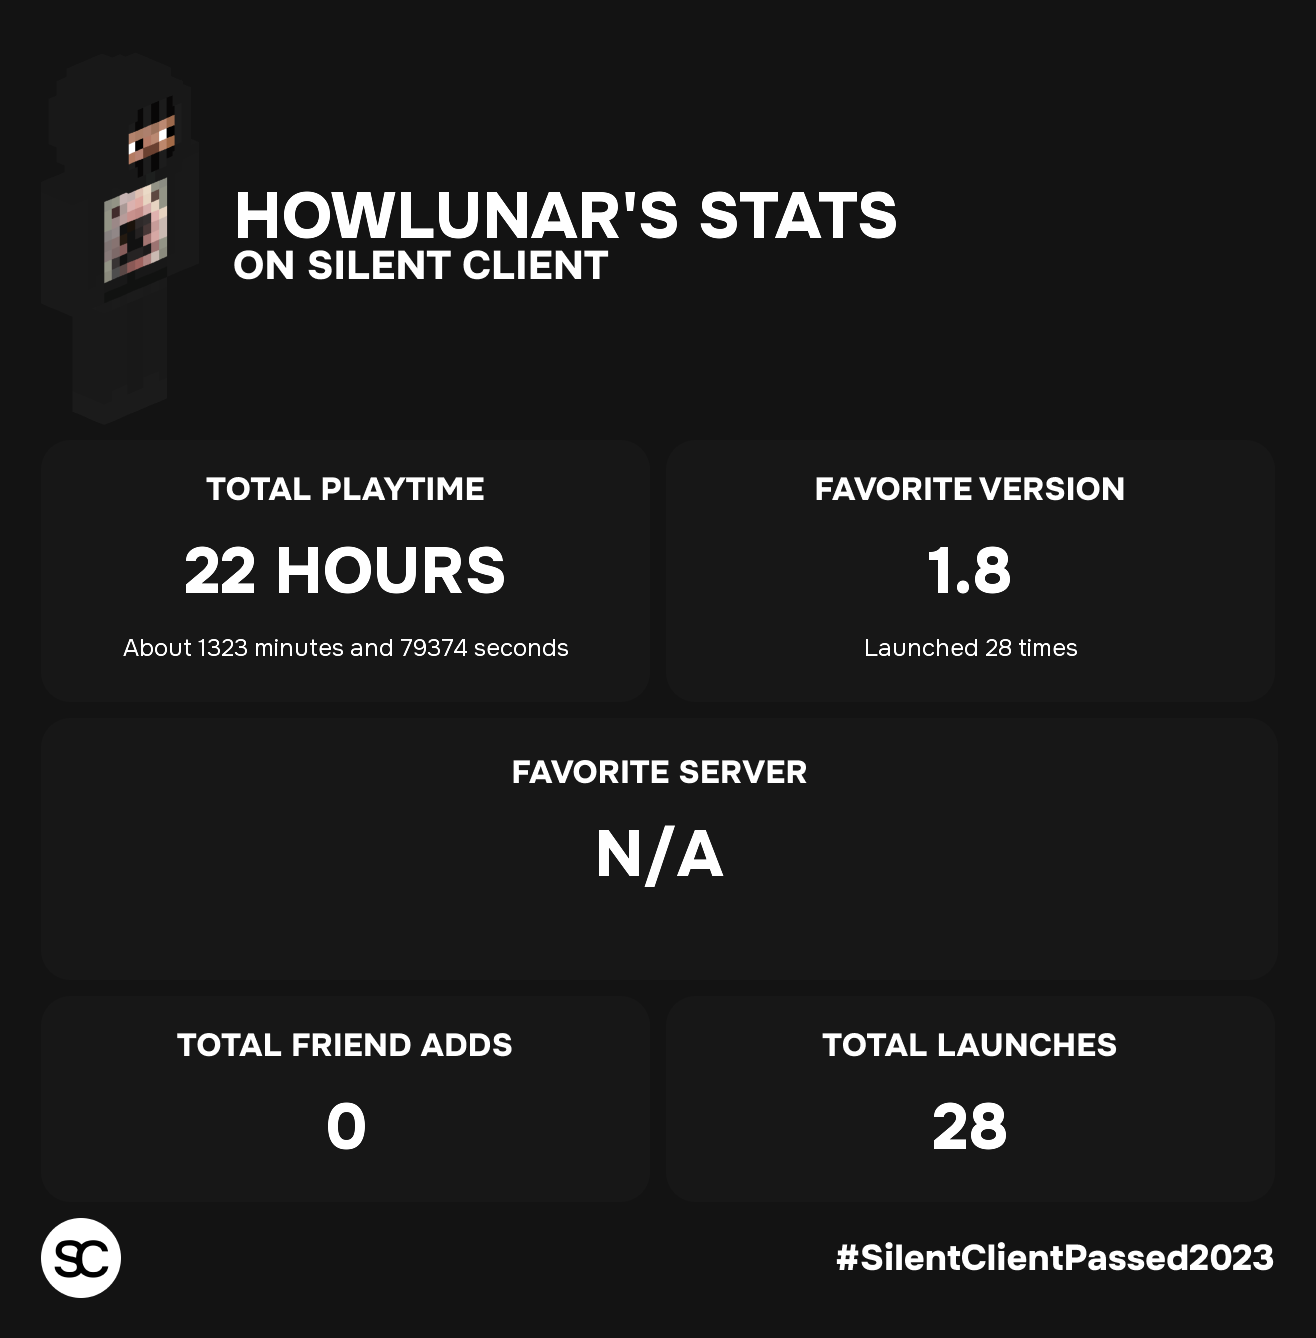 HOWLUNAR'S STATS
ON SILENT CLIENT
TOTAL PLAYTIME
22 HOURS
About 1323 minutes and 79374 seconds
FAVORITE VERSION
1.8
Launched 28 times
FAVORITE SERVER
N/A
TOTAL FRIEND ADDS
0
TOTAL LAUNCHES
28
SC
#SilentClientPassed2023